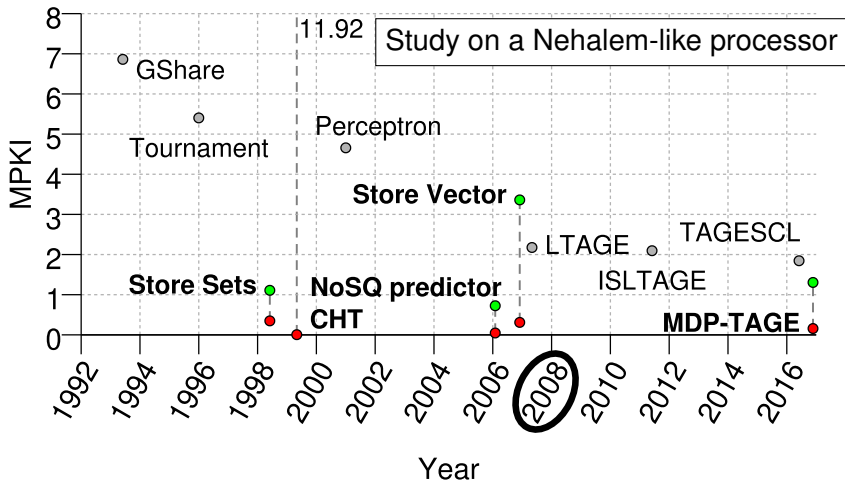 8
7
6
5
4
3
2
1
0
MPKI
11.92
Study on a Nehalem-like processor
GShare
Tournament
Perceptron
Store Vector
LTAGE
TAGESCL
ISLTAGE
Store Sets
NoSQ predictor
CHT
MDP-TAGE
1992
1994
1996
1998
2000
2002
2004
2006
2008
2010
2012
2014
2016
Year